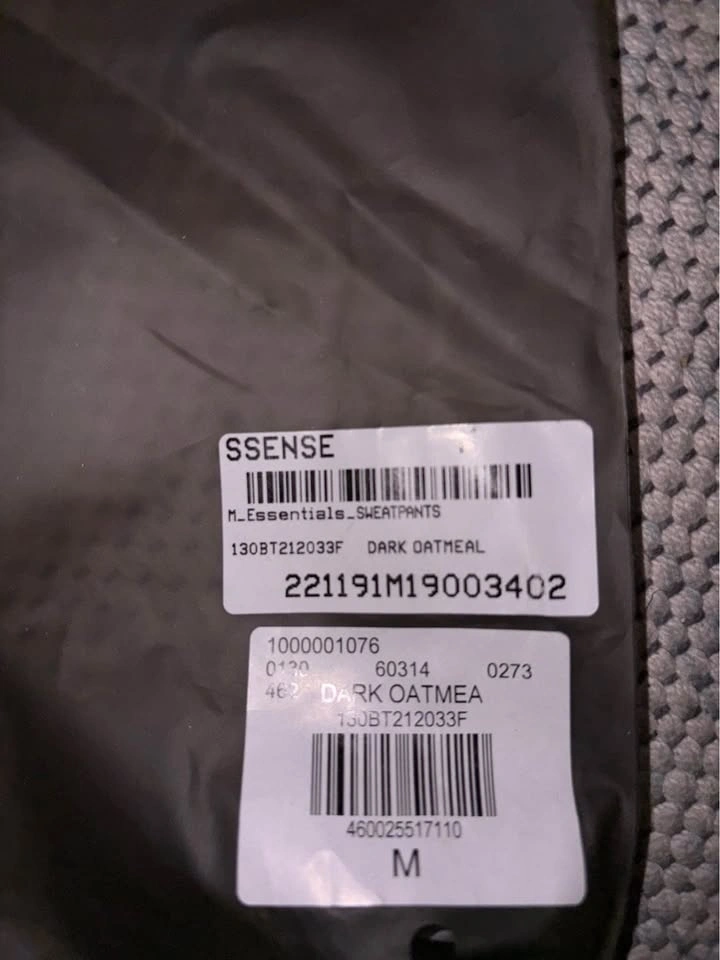 SSENSE
M_Essentials_SWEATPANTS
130BT212033F DARK OATMEAL
221191M19003402
1000001076
60314 0273
DARK OATMEA
130BT212033F
460025517110
M